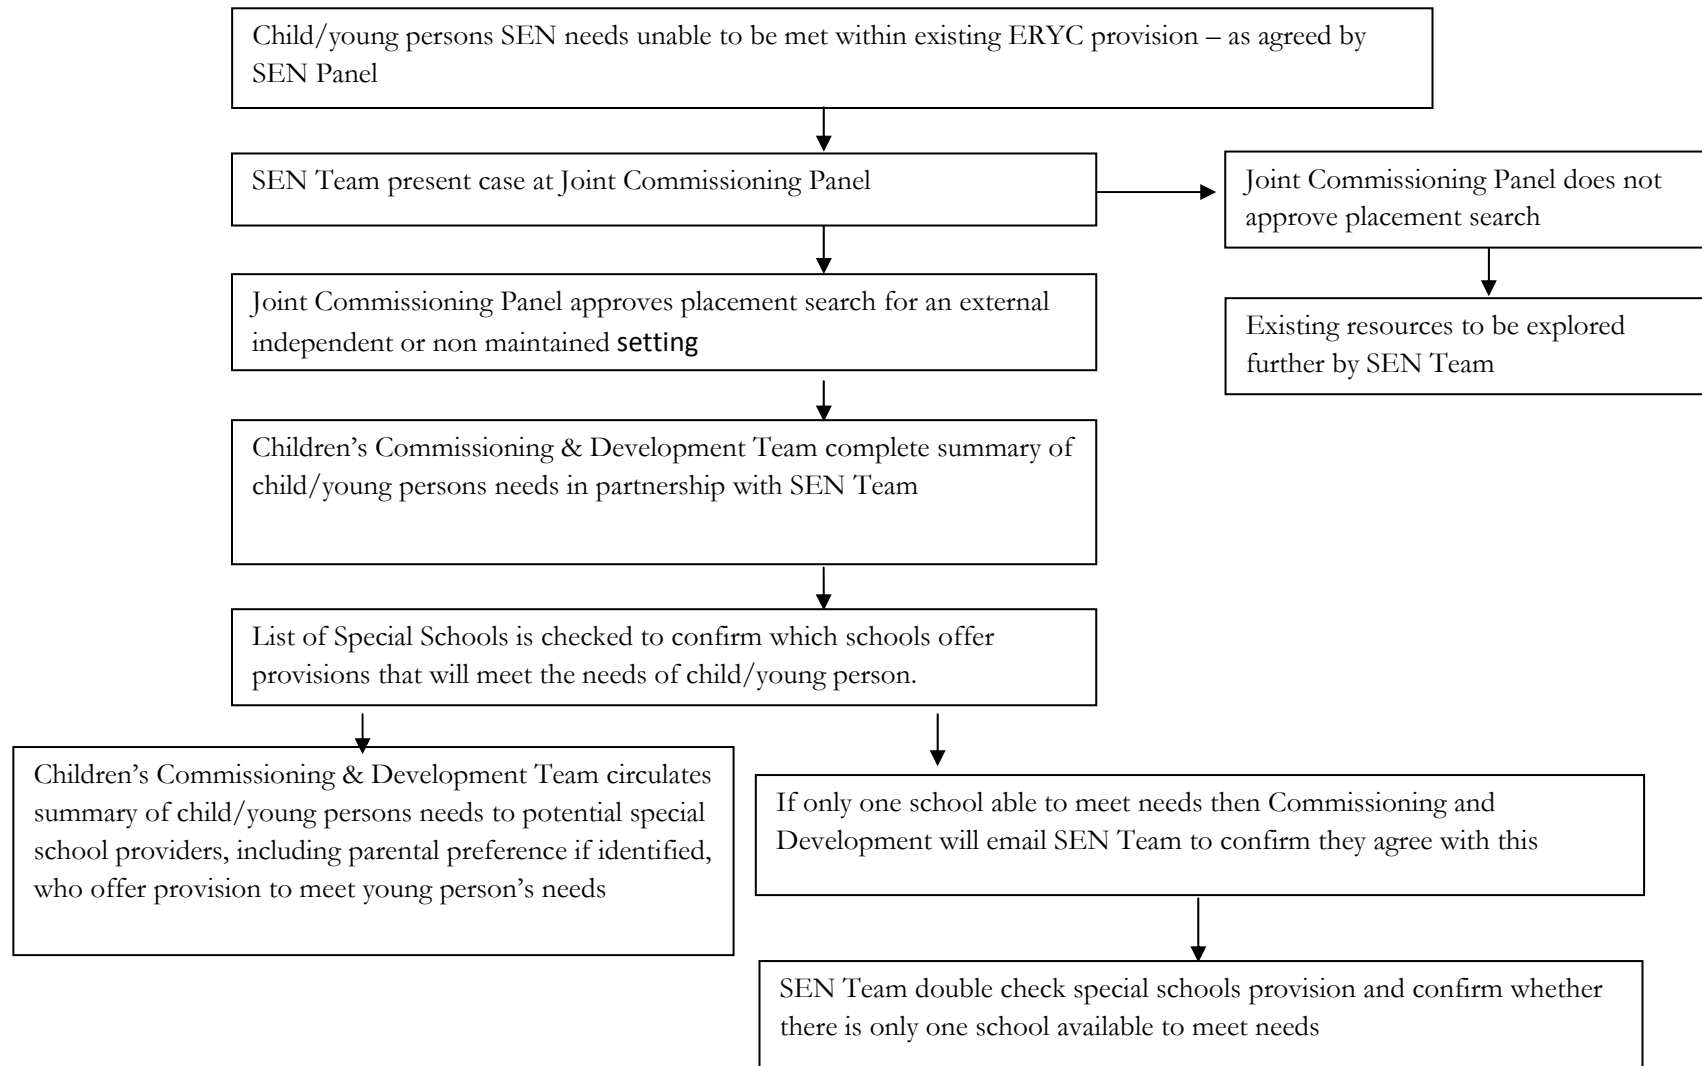 Child/young persons SEN needs unable to be met within existing ERYC provision – as agreed by
SEN Panel
SEN Team present case at Joint Commissioning Panel
Joint Commissioning Panel does not
approve placement search
Joint Commissioning Panel approves placement search for an external
independent or non maintained setting
Existing resources to be explored
further by SEN Team
Children’s Commissioning & Development Team complete summary of
child/young persons needs in partnership with SEN Team
List of Special Schools is checked to confirm which schools offer
provisions that will meet the needs of child/young person.
Children’s Commissioning & Development Team circulates
summary of child/young persons needs to potential special
school providers, including parental preference if identified,
who offer provision to meet young person’s needs
If only one school able to meet needs then Commissioning and
Development will email SEN Team to confirm they agree with this
SEN Team double check special schools provision and confirm whether
there is only one school available to meet needs